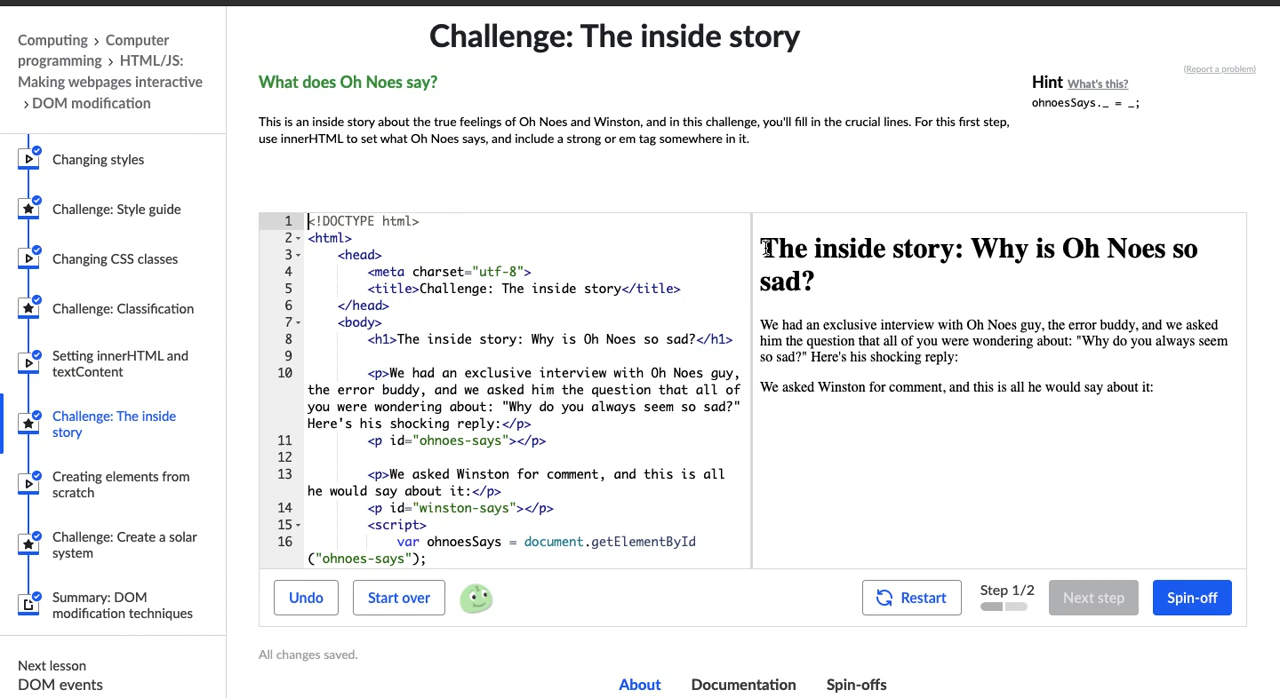 Computing › Computer
programming › HTML/JS:
Making webpages interactive
› DOM modification
Changing styles
Challenge: Style guide
Changing CSS classes
Challenge: Classification
Setting innerHTML and
textContent
Challenge: The inside
story
Creating elements from
scratch
Challenge: Create a solar
system
Summary: DOM
modification techniques
Next lesson
DOM events
Challenge: The inside story
What does Oh Noes say?
This is an inside story about the true feelings of Oh Noes and Winston, and in this challenge, you'll fill in the crucial lines. For this first step,
use innerHTML to set what Oh Noes says, and include a strong or em tag somewhere in it.
(Report a problem)
Hint What's this?
ohnoesSays._ = _;
1 <!DOCTYPE html>
2 <html>
3 <head>
4 <meta charset="utf-8">
5 <title>Challenge: The inside story</title>
6 </head>
7 <body>
8 <h1>The inside story: Why is Oh Noes so sad?</h1>
9
10 <p>We had an exclusive interview with Oh Noes guy,
the error buddy, and we asked him the question that all of
you were wondering about: "Why do you always seem so sad?"
Here's his shocking reply:</p>
11 <p id="ohnoes-says"></p>
12
13 <p>We asked Winston for comment, and this is all
he would say about it:</p>
14 <p id="winston-says"></p>
15 <script>
16 var ohnoesSays = document.getElementById
("ohnoes-says");
The inside story: Why is Oh Noes so
sad?
We had an exclusive interview with Oh Noes guy, the error buddy, and we asked
him the question that all of you were wondering about: "Why do you always seem
so sad?" Here's his shocking reply:
We asked Winston for comment, and this is all he would say about it:
Undo
Start over
Restart
Step 1/2
Next step
Spin-off
All changes saved.
About
Documentation
Spin-offs